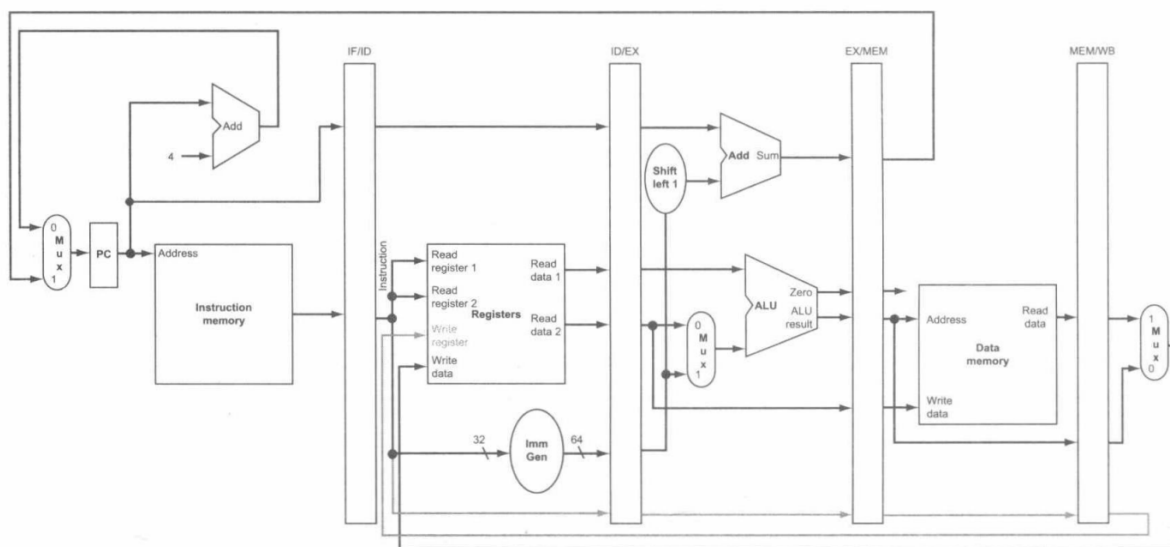 IF/ID
ID/EX
EX/MEM
MEM/WB
Add
4
Add Sum
Shift
left 1
0
M
u
x
1
PC
Address
Instruction
memory
Instruction
Read
register 1
Read
register 2
Write
register
Write
data
Registers
Read
data 1
Read
data 2
0
M
u
x
1
Zero
ALU
ALU
result
Address
Read
data
Data
memory
Write
data
1
M
u
x
0
32
Imm
Gen
64